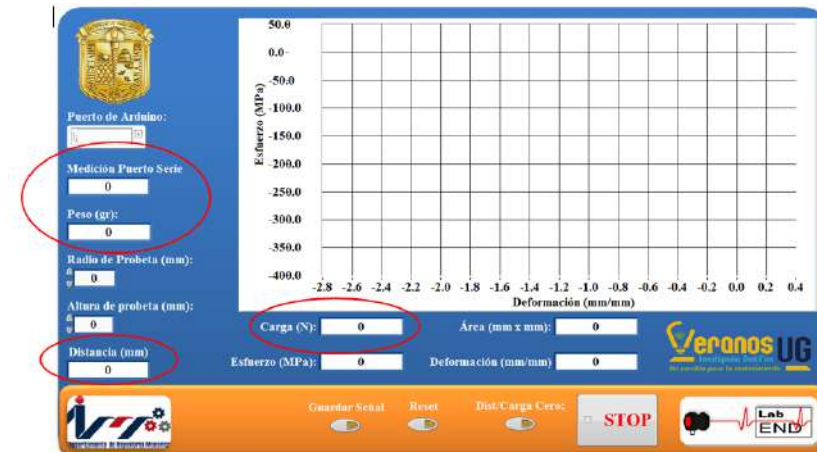 Puerto de Arduino:
Medición Puerto Serie
0
Peso (gr):
0
Radio de Probeta (mm):
0
Altura de probeta (mm):
0
Distancia (mm)
0
Esfuerzo (MPa)
50.0
0.0
-50.0
-100.0
-150.0
-200.0
-250.0
-300.0
-350.0
-400.0
-2.8 -2.6 -2.4 -2.2 -2.0 -1.8 -1.6 -1.4 -1.2 -1.0 -0.8 -0.6 -0.4 -0.2 0.0 0.2 0.4
Deformación (mm/mm)
Carga (N): 0
Área (mm x mm): 0
Esfuerzo (MPa): 0
Deformación (mm/mm) 0
Veranos UG
Guardar Señal
Reset
Dist/Carga Cero:
STOP
Lab
END